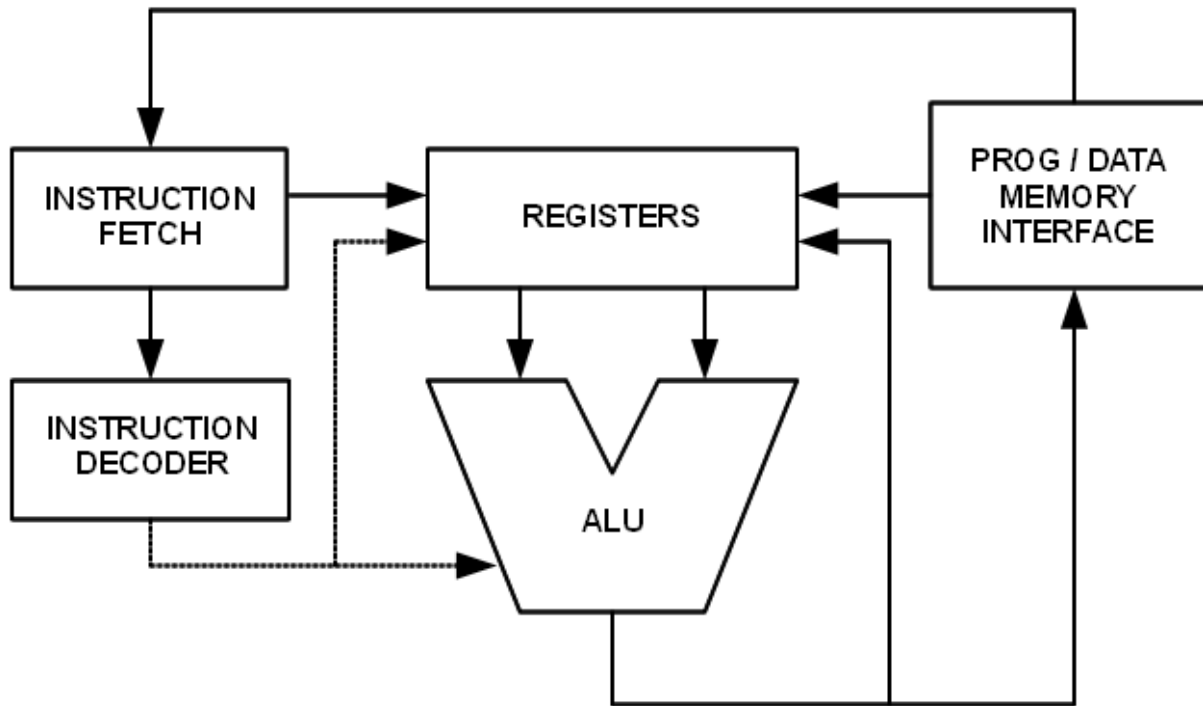 INSTRUCTION
FETCH
REGISTERS
PROG / DATA
MEMORY
INTERFACE
INSTRUCTION
DECODER
ALU